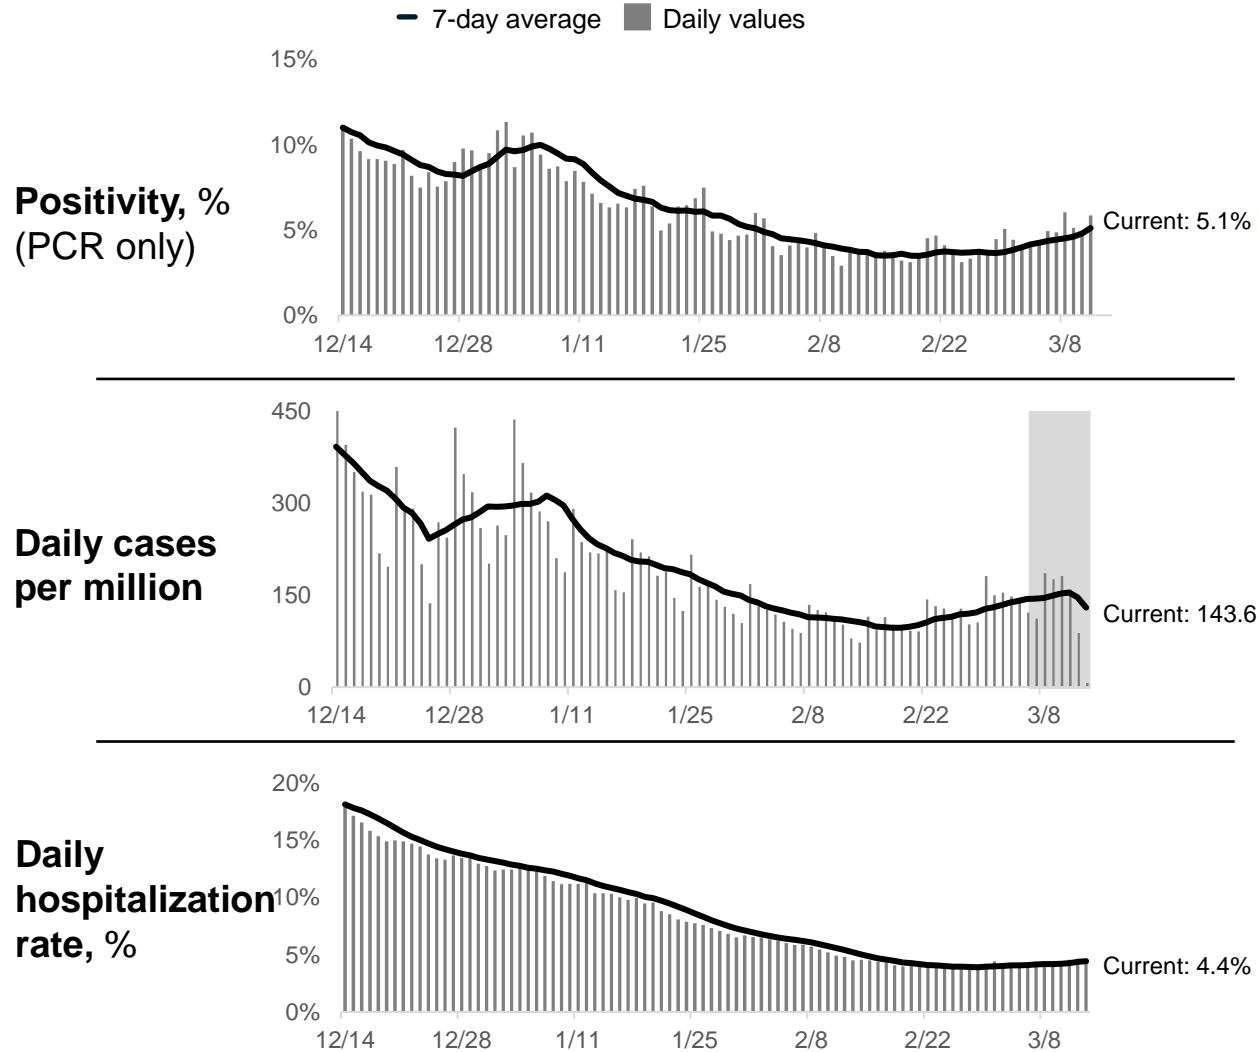 7-day average Daily values
15%
10%
5%
0%
Positivity, %
(PCR only)
Current: 5.1%
12/14 12/28 1/11 1/25 2/8 2/22 3/8
450
300
150
0
Daily cases
per million
Current: 143.6
12/14 12/28 1/11 1/25 2/8 2/22 3/8
20%
15%
10%
5%
0%
Daily
hospitalization
rate, %
Current: 4.4%
12/14 12/28 1/11 1/25 2/8 2/22 3/8